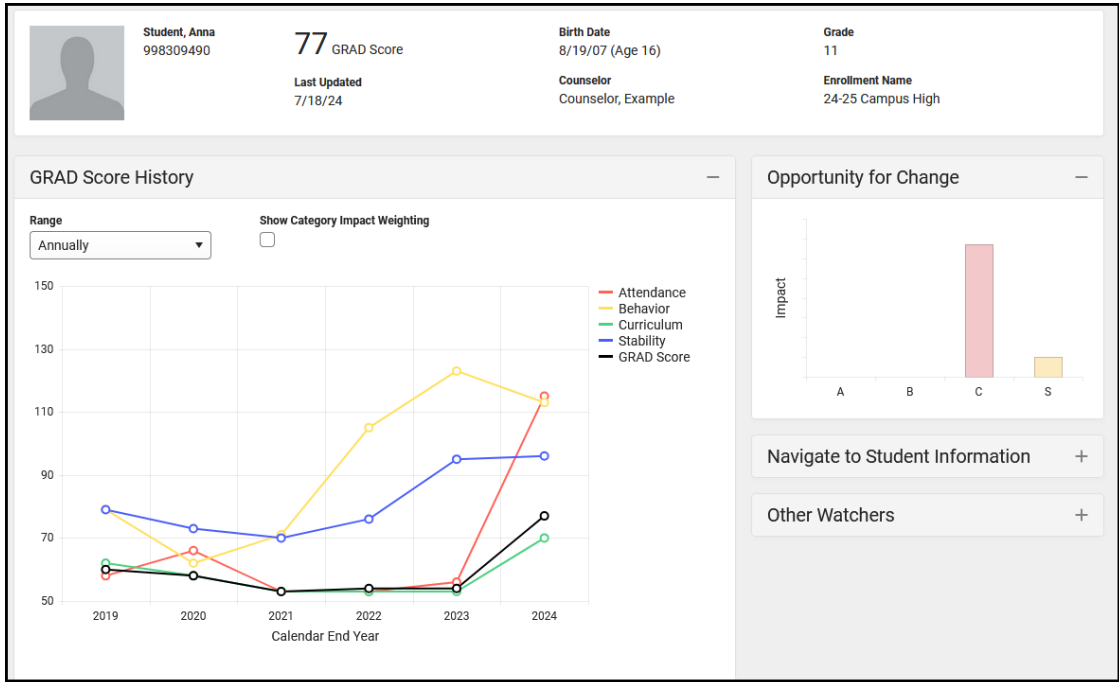 Student, Anna
998309490
77 GRAD Score
Last Updated
7/18/24
Birth Date
8/19/07 (Age 16)
Counselor
Counselor, Example
Grade
11
Enrollment Name
24-25 Campus High
GRAD Score History
Range
Annually
Show Category Impact Weighting
150
130
110
90
70
50
2019 2020 2021 2022 2023 2024
Calendar End Year
Attendance
Behavior
Curriculum
Stability
GRAD Score
Opportunity for Change
Impact
A B C S
Navigate to Student Information
Other Watchers